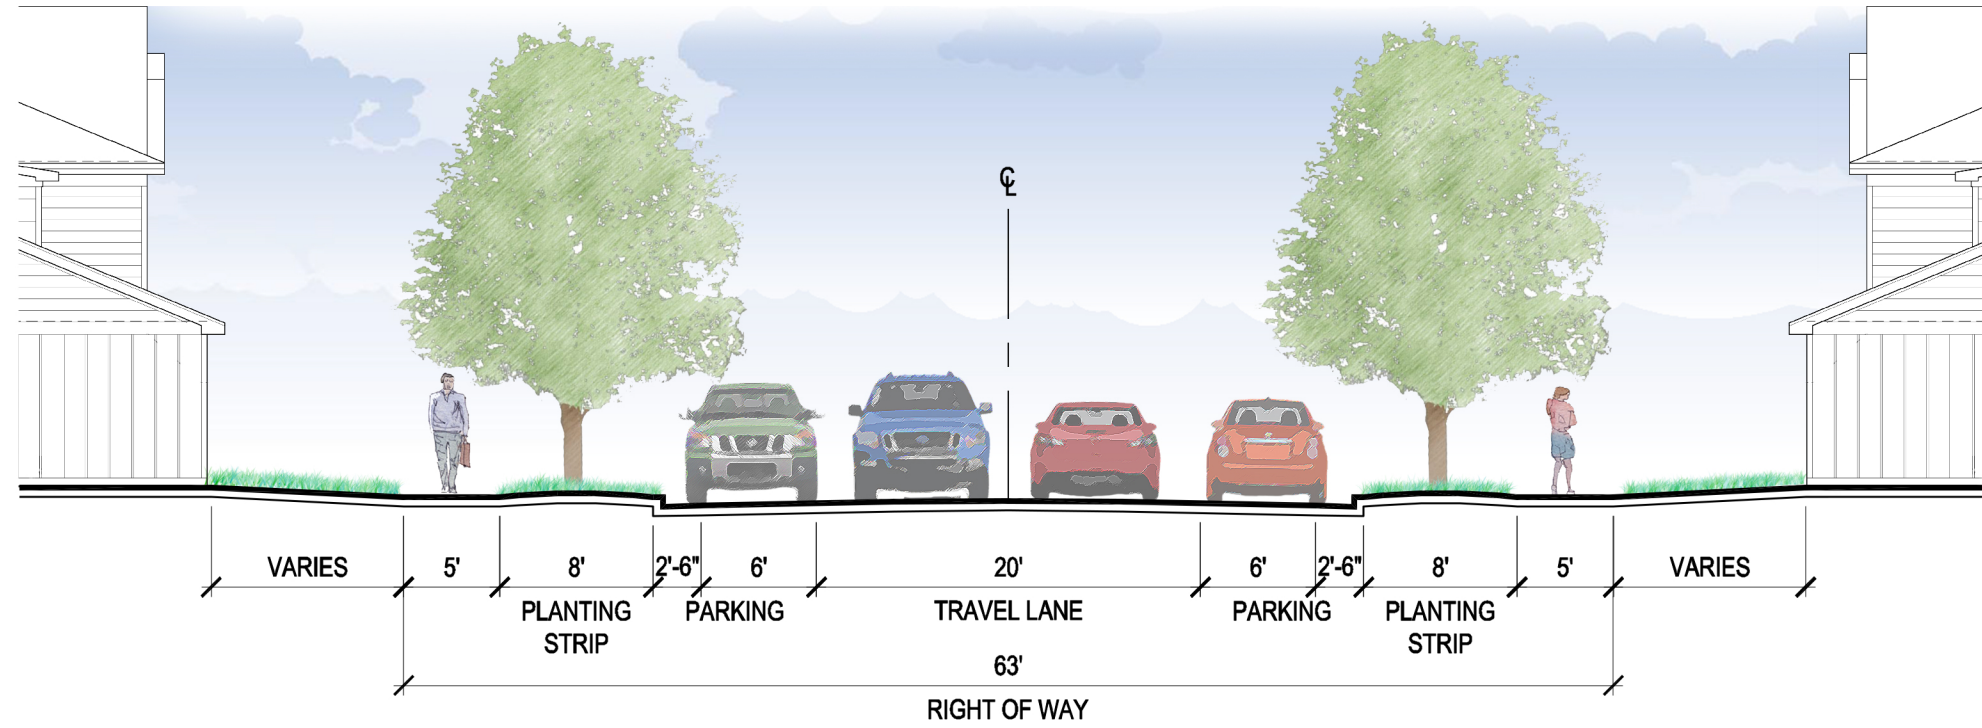 ℄
VARIES 5' 8' 2'-6" 6' 20' 6' 2'-6" 8' 5' VARIES
PLANTING STRIP PARKING TRAVEL LANE PARKING PLANTING STRIP
63'
RIGHT OF WAY